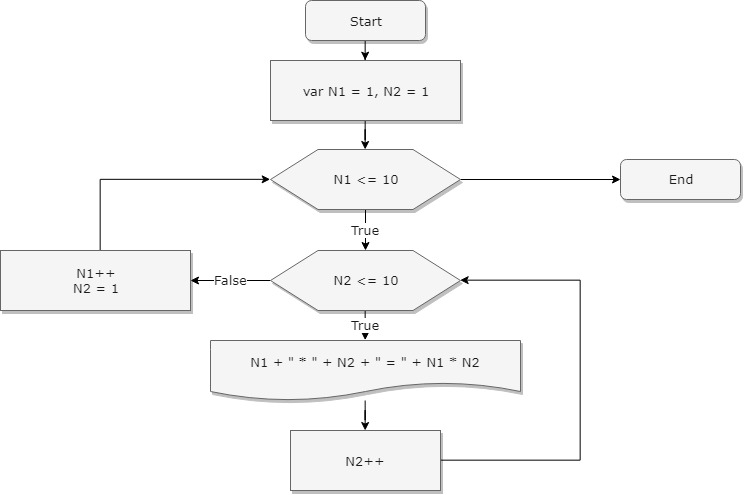 Start
var N1 = 1, N2 = 1
N1 <= 10
End
True
N1++
N2 = 1
False
N2 <= 10
True
N1 + " * " + N2 + " = " + N1 * N2
N2++